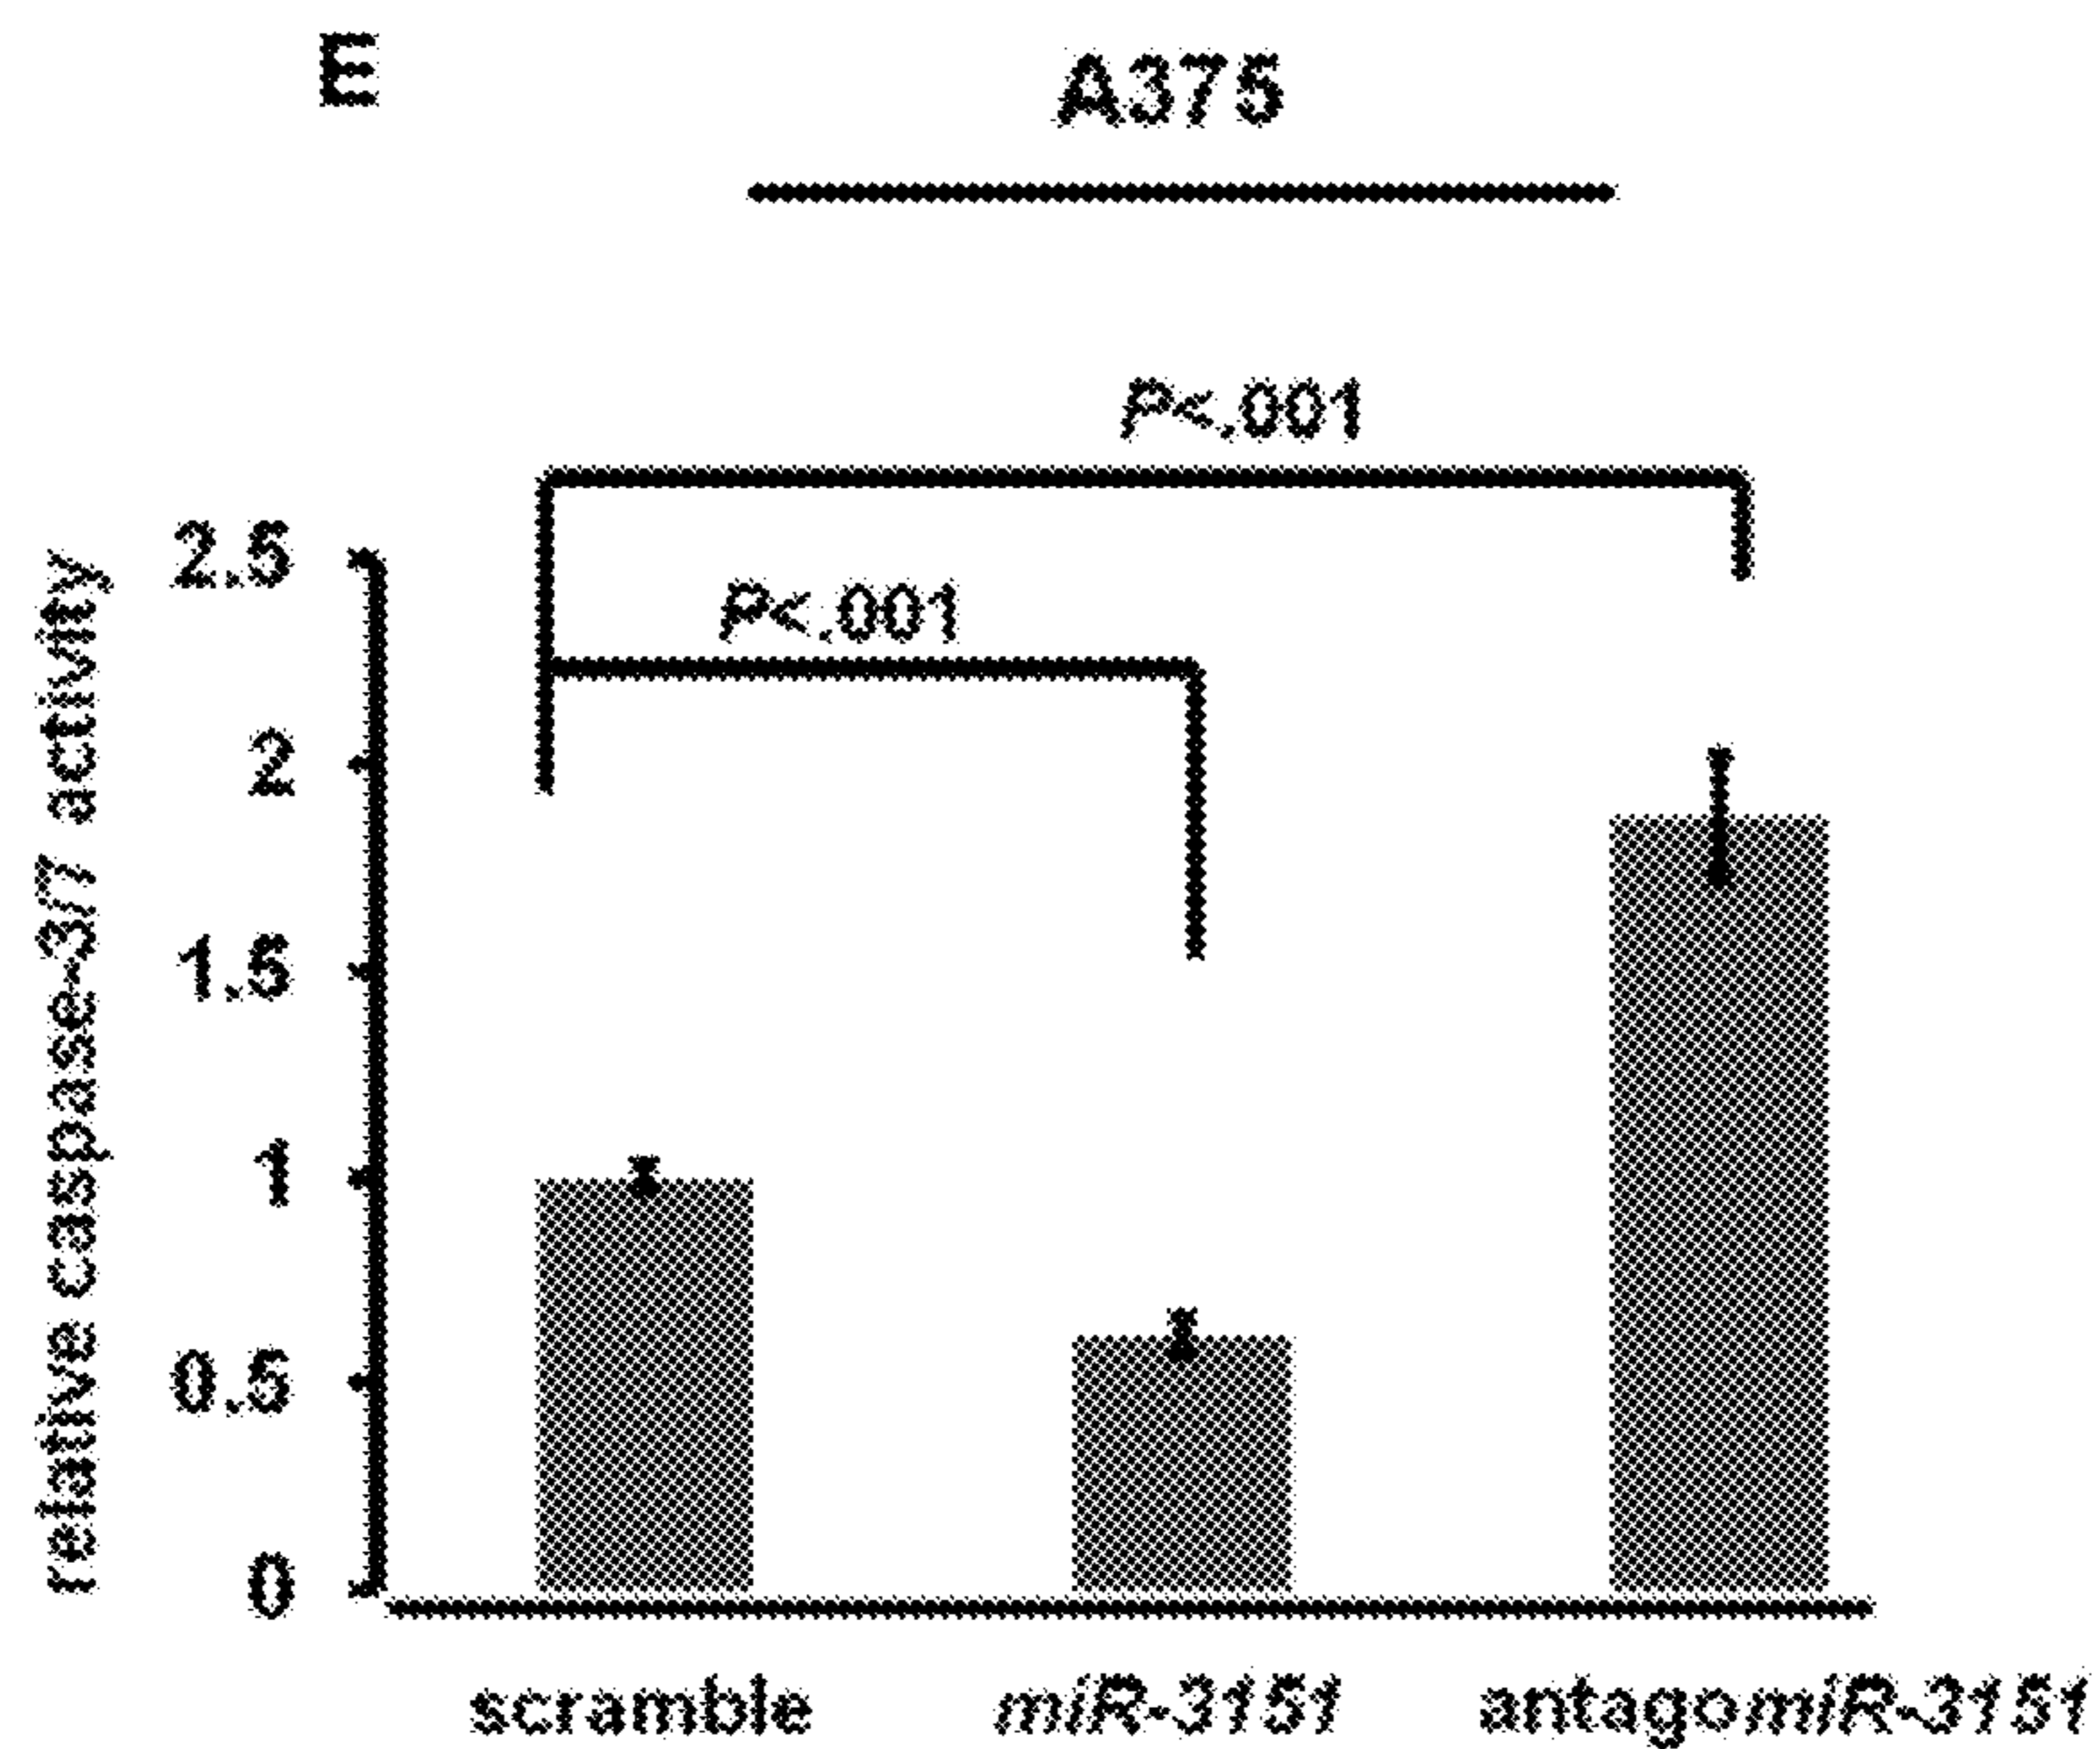 E
A375
P<.001
P<.001
relative caspase-3/7 activity
2.5
2
1.5
1
0.5
0
scramble miR-3151 antagomiR-3151